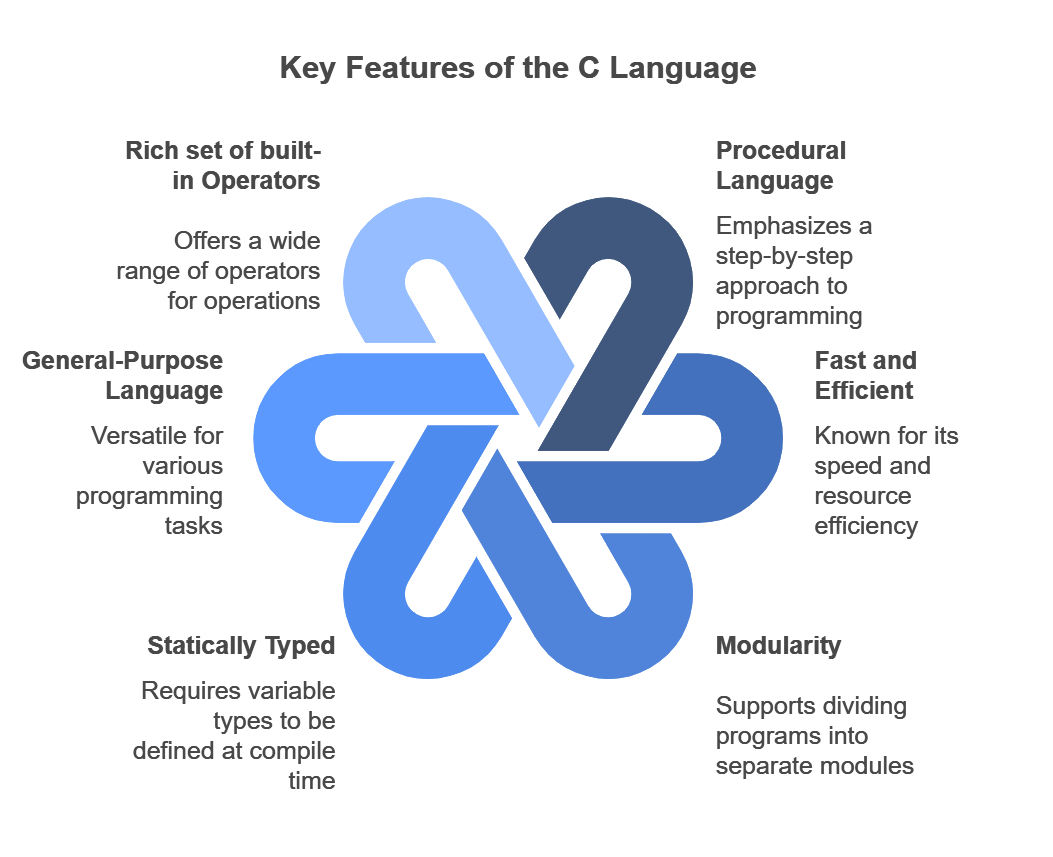 Key Features of the C Language
Rich set of built-
in Operators
Offers a wide
range of operators
for operations
Procedural
Language
Emphasizes a
step-by-step
approach to
programming
General-Purpose
Language
Versatile for
various
programming
tasks
Fast and
Efficient
Known for its
speed and
resource
efficiency
Statically Typed
Requires variable
types to be
defined at compile
time
Modularity
Supports dividing
programs into
separate modules